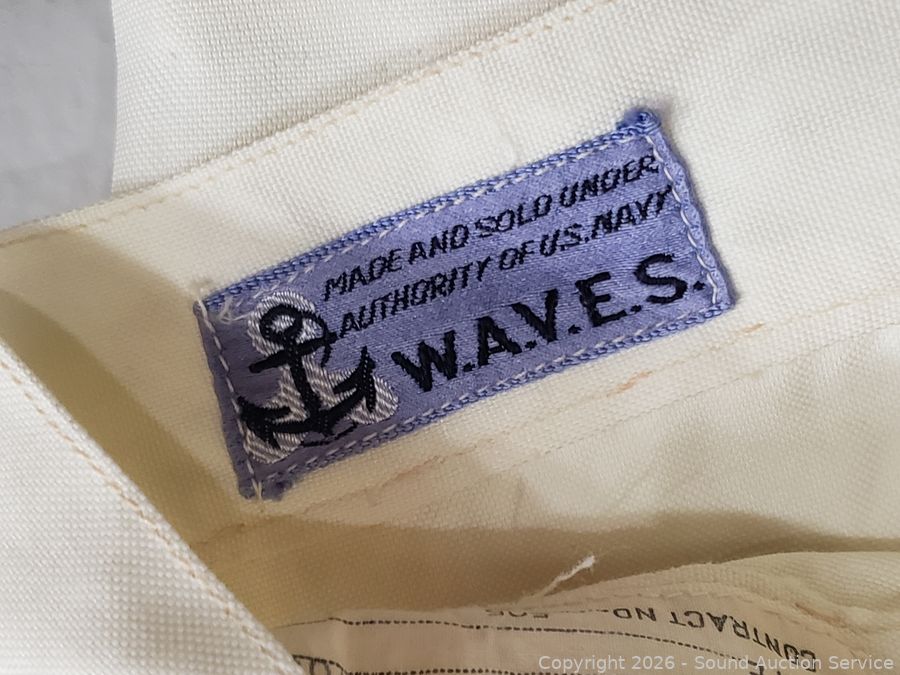 MADE AND SOLD UNDER
AUTHORITY OF U.S. NAVY
W.A.V.E.S.
CONTRACT NO
Copyright 2026 - Sound Auction Service